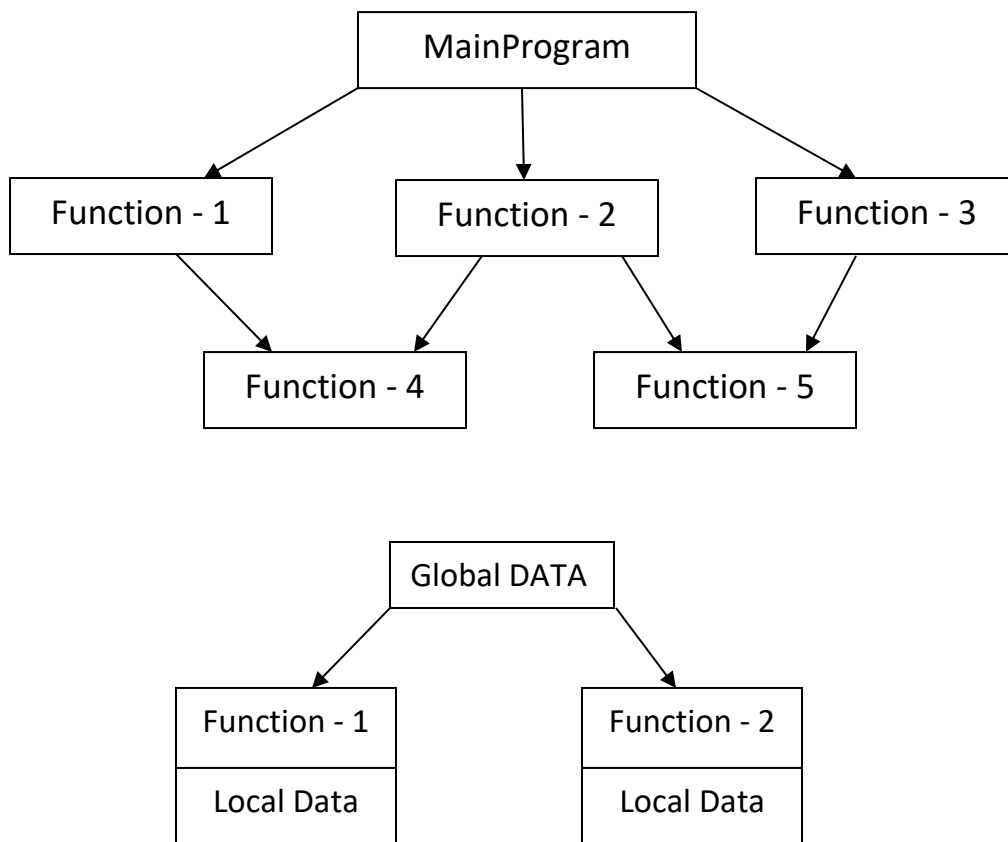 MainProgram
Function - 1
Function - 2
Function - 3
Function - 4
Function - 5
Global DATA
Function - 1
Function - 2
Local Data
Local Data